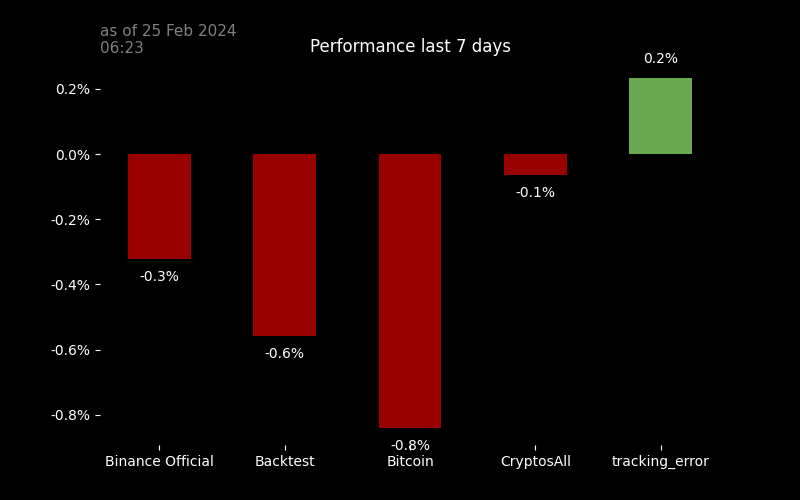 as of 25 Feb 2024
06:23
Performance last 7 days
0.2%
0.2%
0.0%
-0.2%
-0.4%
-0.6%
-0.8%
-0.3%
-0.6%
-0.8%
-0.1%
Binance Official
Backtest
Bitcoin
CryptosAll
tracking_error